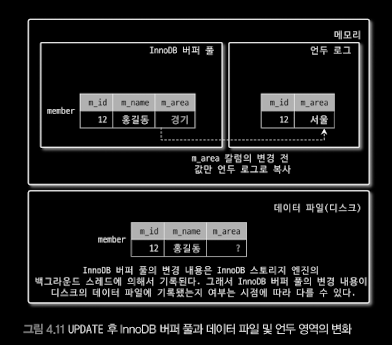 메모리
InnoDB 버퍼 풀
언두 로그
m_id m_name m_area
member 12 홍길동 경기
m_id m_area
12 서울
m_area 칼럼의 변경 전
값만 언두 로그로 복사
데이터 파일(디스크)
m_id m_name m_area
member 12 홍길동 ?
InnoDB 버퍼 풀의 변경 내용은 InnoDB 스토리지 엔진의
백그라운드 스레드에 의해서 기록된다. 그래서 InnoDB 버퍼 풀의 변경 내용이
디스크의 데이터 파일에 기록됐는지 여부는 시점에 따라 다를 수 있다.
그림 4.11 UPDATE 후 InnoDB 버퍼 풀과 데이터 파일 및 언두 영역의 변화